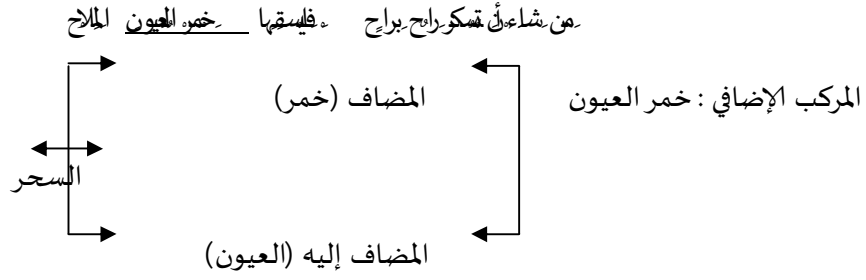 من شاء أن تسكر راح براح فليسقها خمر العيون الملاح
المركب الإضافي : خمر العيون
المضاف (خمر)
السحر
المضاف إليه (العيون)